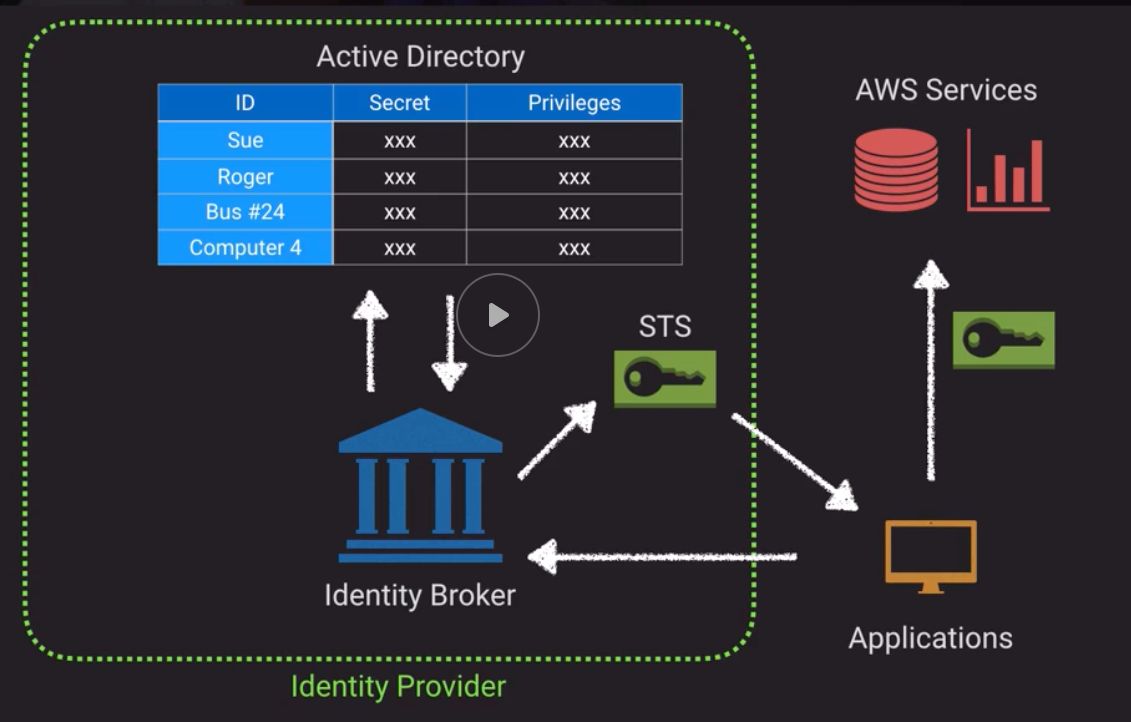 Active Directory
ID Secret Privileges
Sue xxx xxx
Roger xxx xxx
Bus #24 xxx xxx
Computer 4 xxx xxx
AWS Services
STS
Identity Broker
Applications
Identity Provider